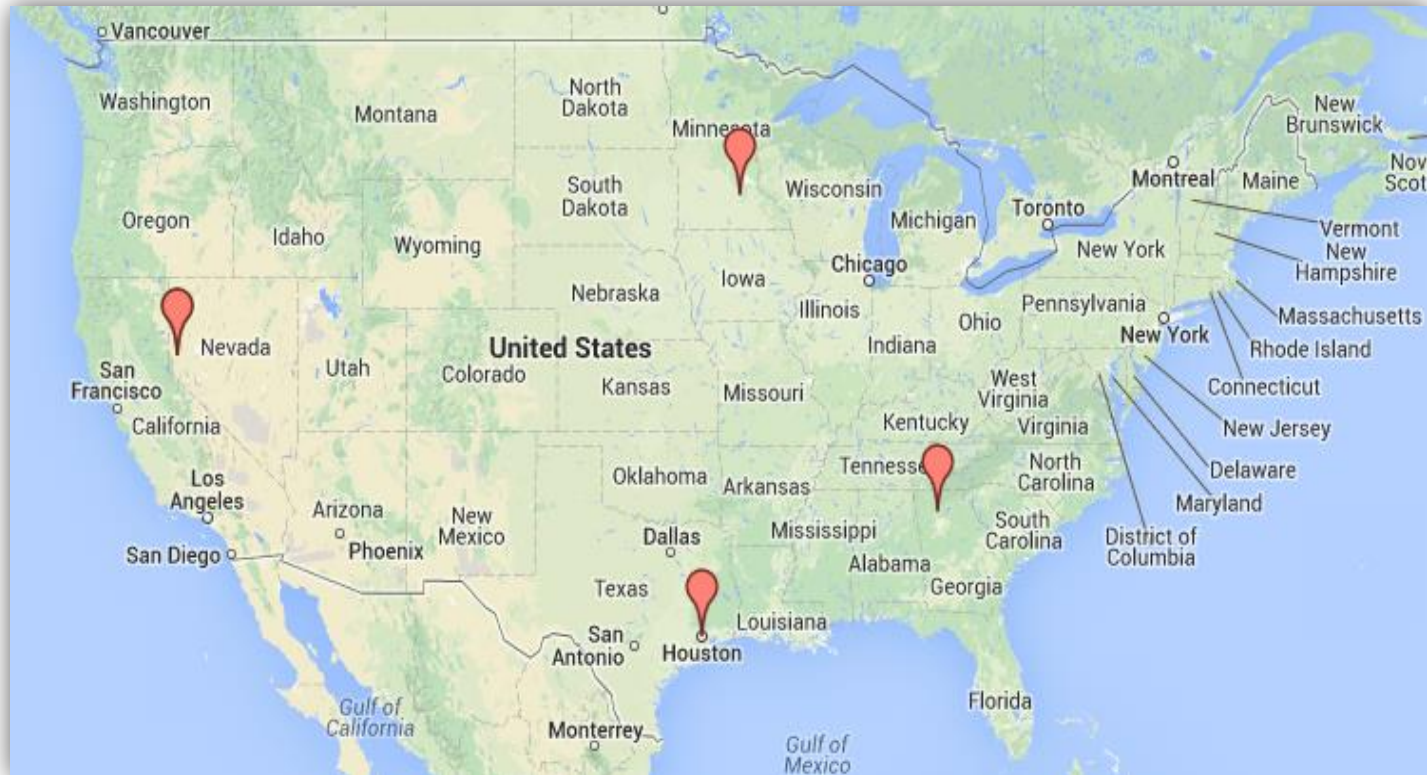 Vancouver
Washington
Montana
North
Dakota
Minnesota
New
Brunswick
Montreal
Maine
Nov
Scot
Oregon
Idaho
Wyoming
South
Dakota
Wisconsin
Michigan
Toronto
New York
Vermont
New
Hampshire
Iowa
Chicago
Nebraska
Illinois
Ohio
Pennsylvania
Massachusetts
Nevada
Utah
United States
Colorado
Kansas
Missouri
Indiana
New York
Rhode Island
Connecticut
San
Francisco
California
West
Virginia
Kentucky
Virginia
New Jersey
Los
Angeles
Arizona
New
Mexico
Oklahoma
Arkansas
Tennessee
North
Carolina
Delaware
Maryland
San Diego
Phoenix
Dallas
Mississippi
South
Carolina
District of
Columbia
Texas
Alabama
Georgia
San
Antonio
Houston
Louisiana
Gulf of
California
Monterrey
Gulf of
Mexico
Florida